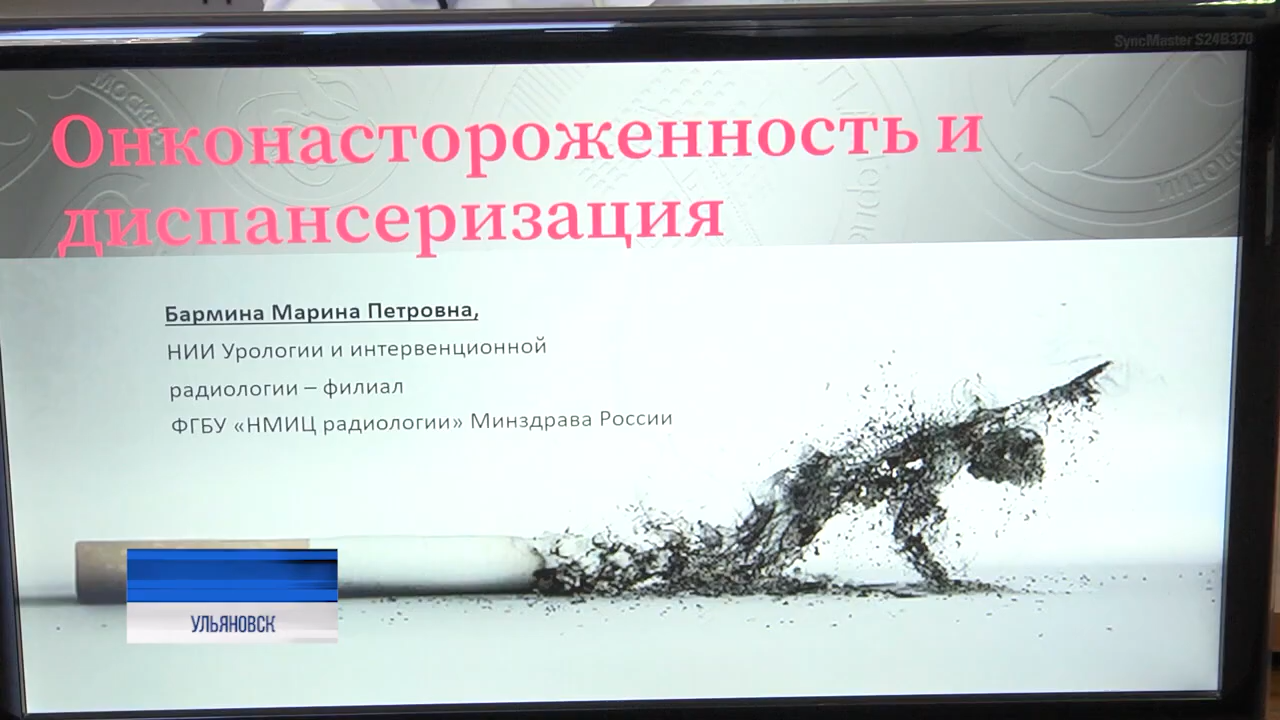 SyncMaster S24B370
Онконастороженность и
диспансеризация
Бармина Марина Петровна,
НИИ Урологии и интервенционной
радиологии – филиал
ФГБУ «НМИЦ радиологии» Минздрава России
УЛЬЯНОВСК